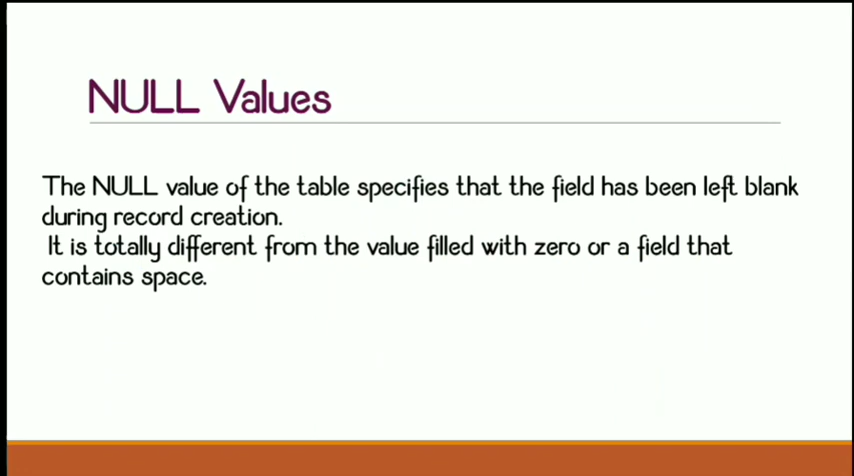 NULL Values
The NULL value of the table specifies that the field has been left blank
during record creation.
It is totally different from the value filled with zero or a field that
contains space.